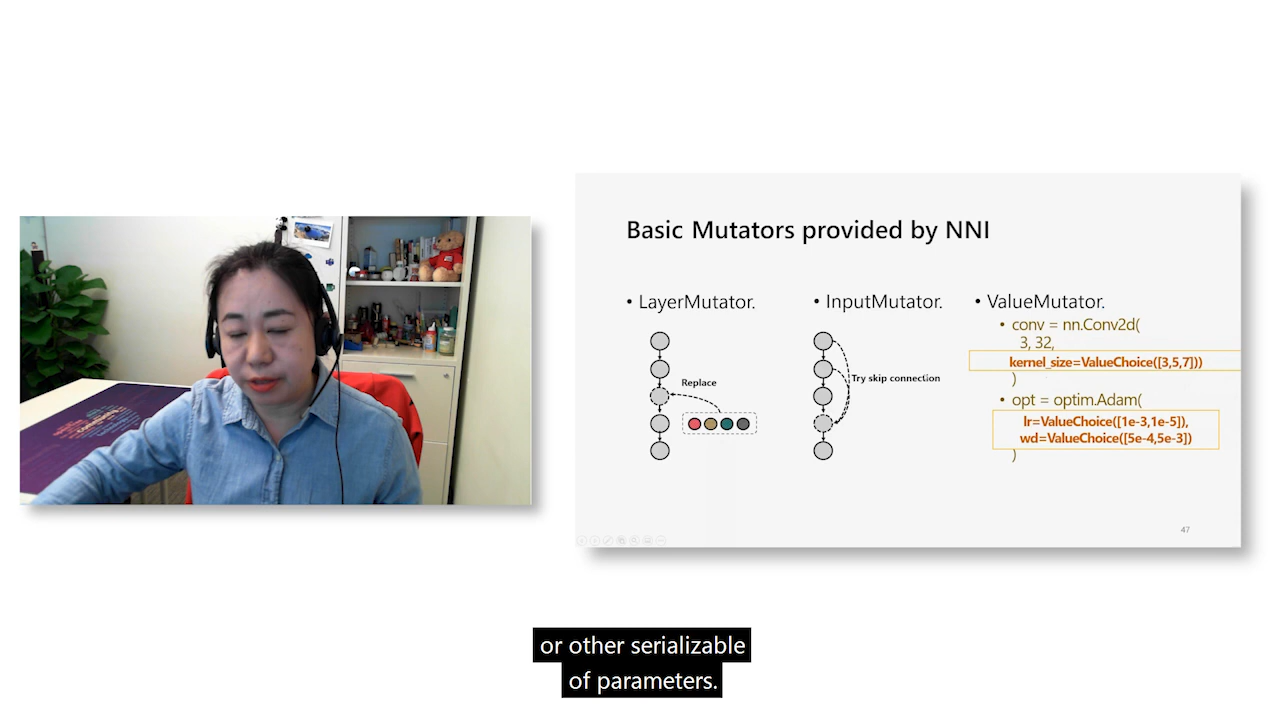 Basic Mutators provided by NNI
• LayerMutator.
Replace
• InputMutator.
Try skip connection
• ValueMutator.
• conv = nn.Conv2d(
3, 32,
kernel_size=ValueChoice([3,5,7]))
)
• opt = optim.Adam(
lr=ValueChoice([1e-3,1e-5]),
wd=ValueChoice([5e-4,5e-3])
)
47
or other serializable
of parameters.